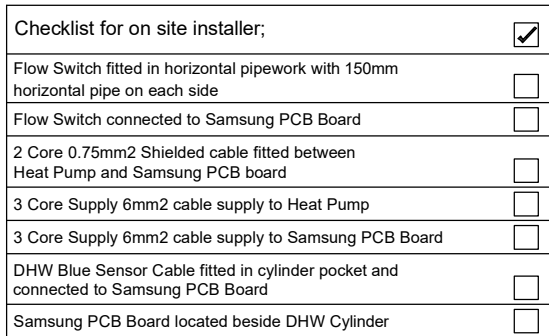 Checklist for on site installer;
Flow Switch fitted in horizontal pipework with 150mm
horizontal pipe on each side
Flow Switch connected to Samsung PCB Board
2 Core 0.75mm2 Shielded cable fitted between
Heat Pump and Samsung PCB board
3 Core Supply 6mm2 cable supply to Heat Pump
3 Core Supply 6mm2 cable supply to Samsung PCB Board
DHW Blue Sensor Cable fitted in cylinder pocket and
connected to Samsung PCB Board
Samsung PCB Board located beside DHW Cylinder